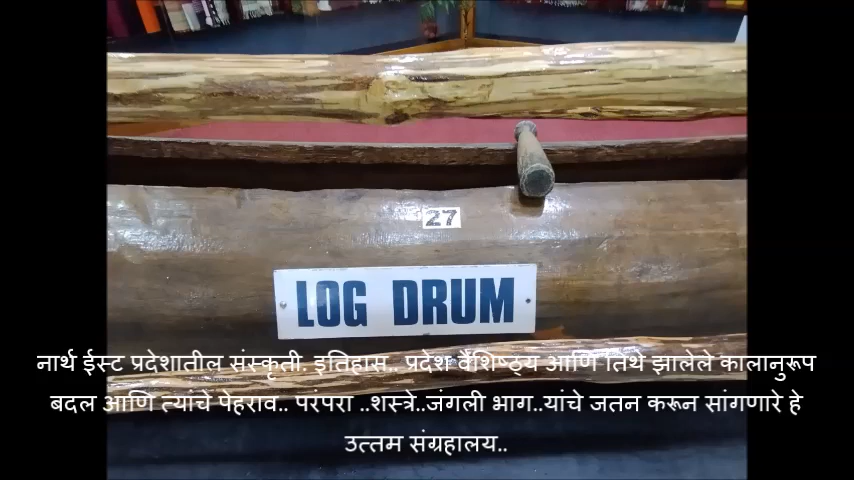 27
LOG DRUM
नार्थ ईस्ट प्रदेशातील संस्कृती. इतिहास.. प्रदेश वैशिष्ठ्य आणि तिथे झालेले कालानुरूप
बदल आणि त्यांचे पेहराव.. परंपरा ..शस्त्रे..जंगली भाग..यांचे जतन करून सांगणारे हे
उत्तम संग्रहालय..